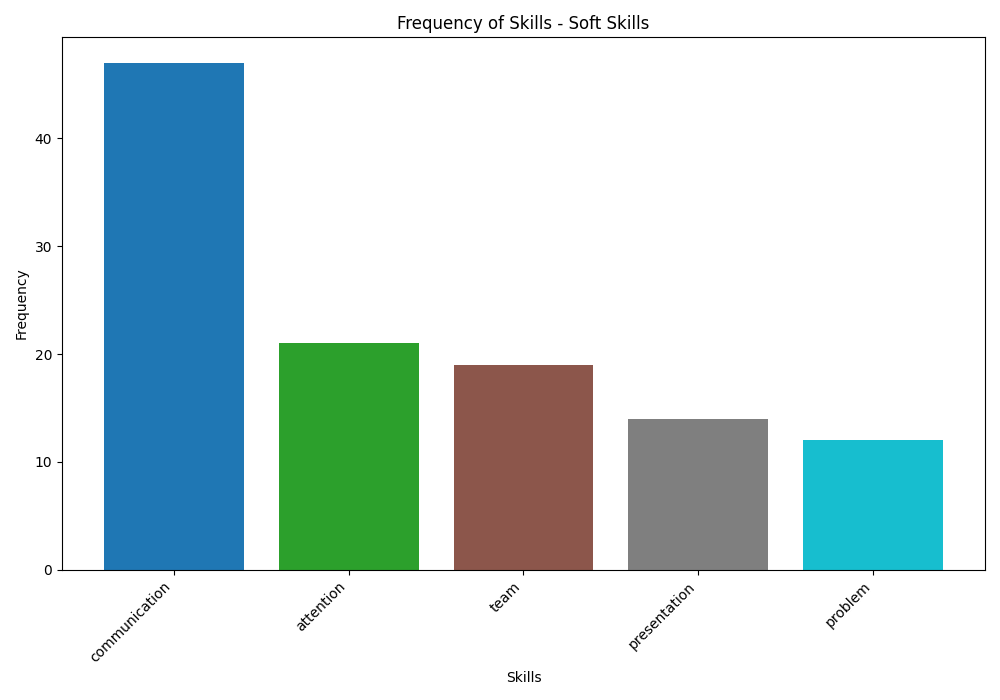 Frequency of Skills - Soft Skills
Frequency
40
30
20
10
0
communication
attention
team
presentation
problem
Skills